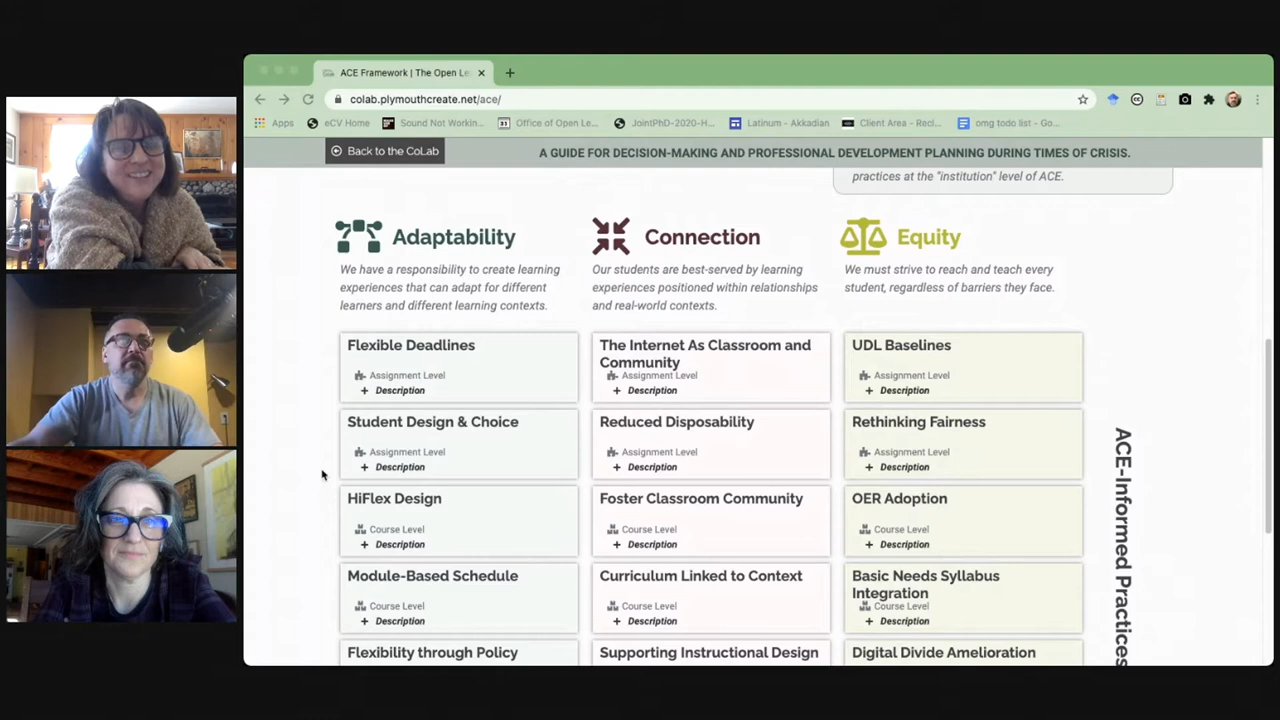 ACE Framework | The Open Le
colab.plymouthcreate.net/ace/
Apps
eCV Home
Sound Not Workin...
Office of Open Le...
JointPhD-2020-H...
Latinum - Akkadian
Client Area - Reci...
omg todo list - Go...
Back to the CoLab
A GUIDE FOR DECISION-MAKING AND PROFESSIONAL DEVELOPMENT PLANNING DURING TIMES OF CRISIS.
practices at the "institution" level of ACE.
Adaptability
We have a responsibility to create learning
experiences that can adapt for different
learners and different learning contexts.
Flexible Deadlines
Assignment Level
+ Description
Student Design & Choice
Assignment Level
+ Description
HiFlex Design
Course Level
+ Description
Module-Based Schedule
Course Level
+ Description
Flexibility through Policy
Connection
Our students are best-served by learning
experiences positioned within relationships
and real-world contexts.
The Internet As Classroom and
Community
Assignment Level
+ Description
Reduced Disposability
Assignment Level
+ Description
Foster Classroom Community
Course Level
+ Description
Curriculum Linked to Context
Course Level
+ Description
Supporting Instructional Design
Equity
We must strive to reach and teach every
student, regardless of barriers they face.
UDL Baselines
Assignment Level
+ Description
Rethinking Fairness
Assignment Level
+ Description
OER Adoption
Course Level
+ Description
Basic Needs Syllabus
Integration
Course Level
+ Description
Digital Divide Amelioration
ACE-Informed Practices